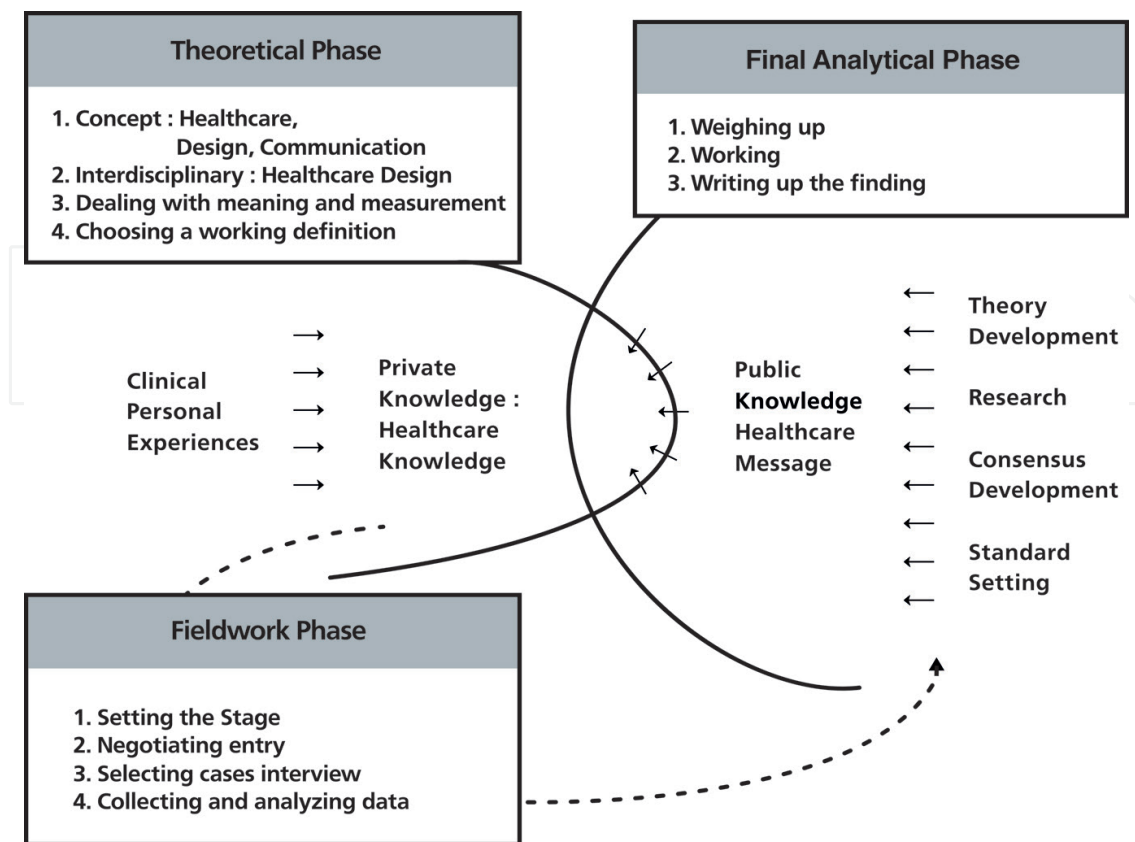 Theoretical Phase
1. Concept : Healthcare,
Design, Communication
2. Interdisciplinary : Healthcare Design
3. Dealing with meaning and measurement
4. Choosing a working definition
Final Analytical Phase
1. Weighing up
2. Working
3. Writing up the finding
Clinical
Personal
Experiences
Private
Knowledge :
Healthcare
Knowledge
Public
Knowledge
Healthcare
Message
Theory
Development
Research
Consensus
Development
Standard
Setting
Fieldwork Phase
1. Setting the Stage
2. Negotiating entry
3. Selecting cases interview
4. Collecting and analyzing data